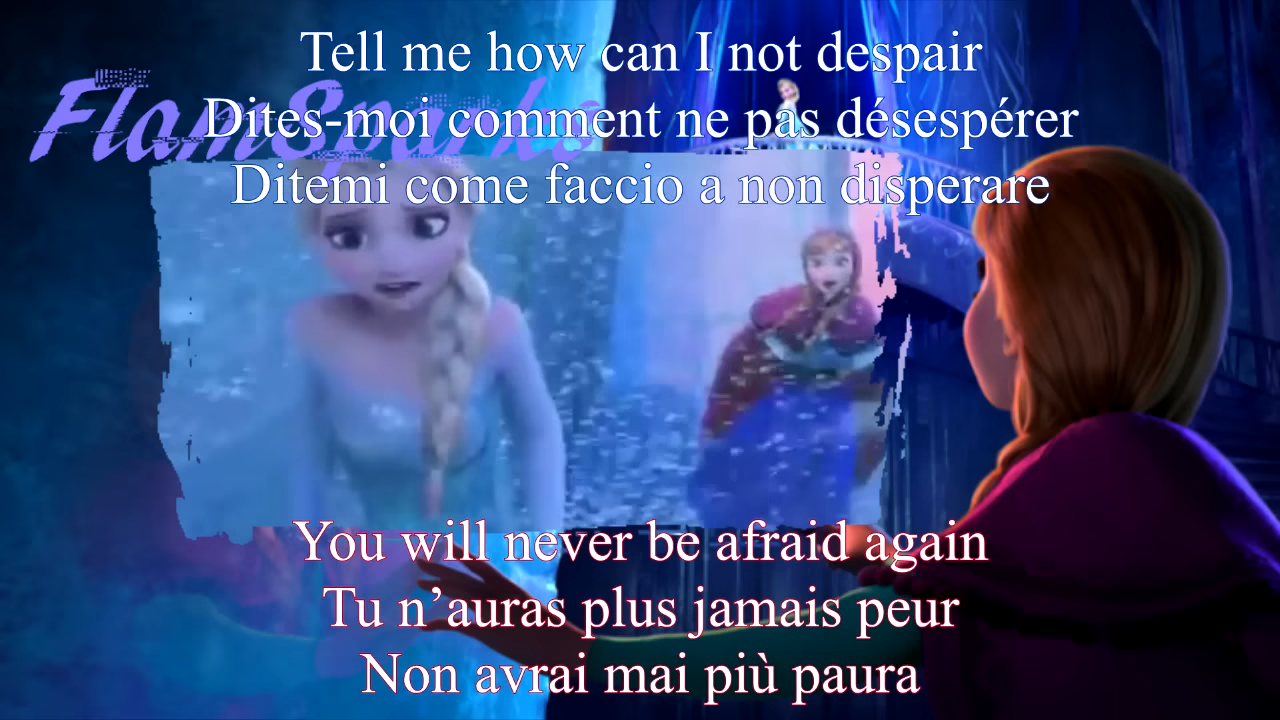 Tell me how can I not despair
FlamSparks
Dites-moi comment ne pas désespérer
Ditemi come faccio a non disperare
You will never be afraid again
Tu n’auras plus jamais peur
Non avrai mai più paura